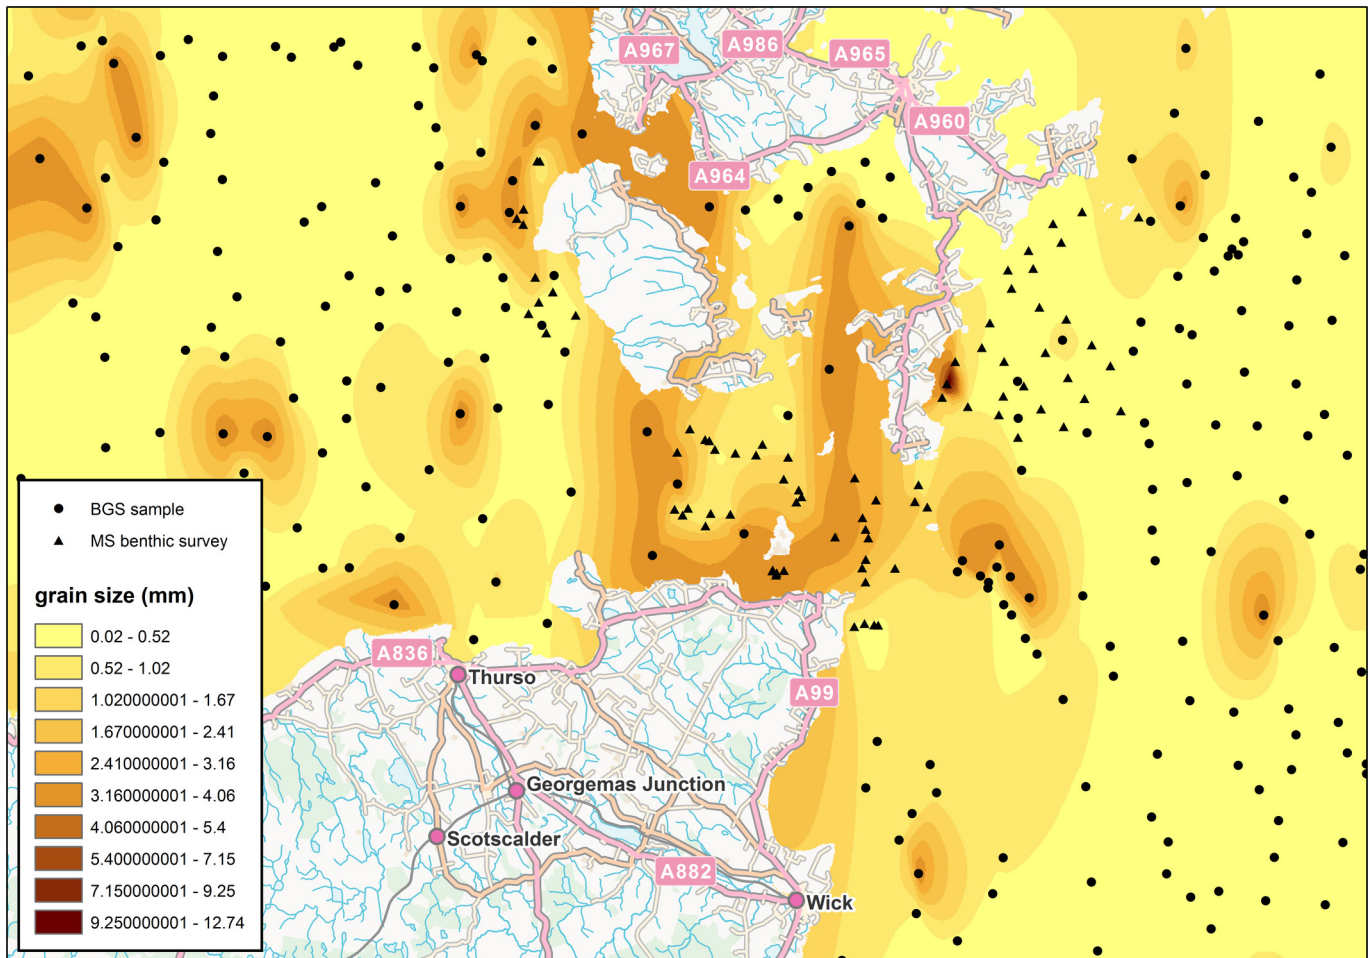 A967
A986
A965
A960
A964
BGS sample
MS benthic survey
grain size (mm)
0.02 - 0.52
0.52 - 1.02
1.020000001 - 1.67
1.670000001 - 2.41
2.410000001 - 3.16
3.160000001 - 4.06
4.060000001 - 5.4
5.400000001 - 7.15
7.150000001 - 9.25
9.250000001 - 12.74
A836
Thurso
A99
Georgemas Junction
Scotscalder
A882
Wick